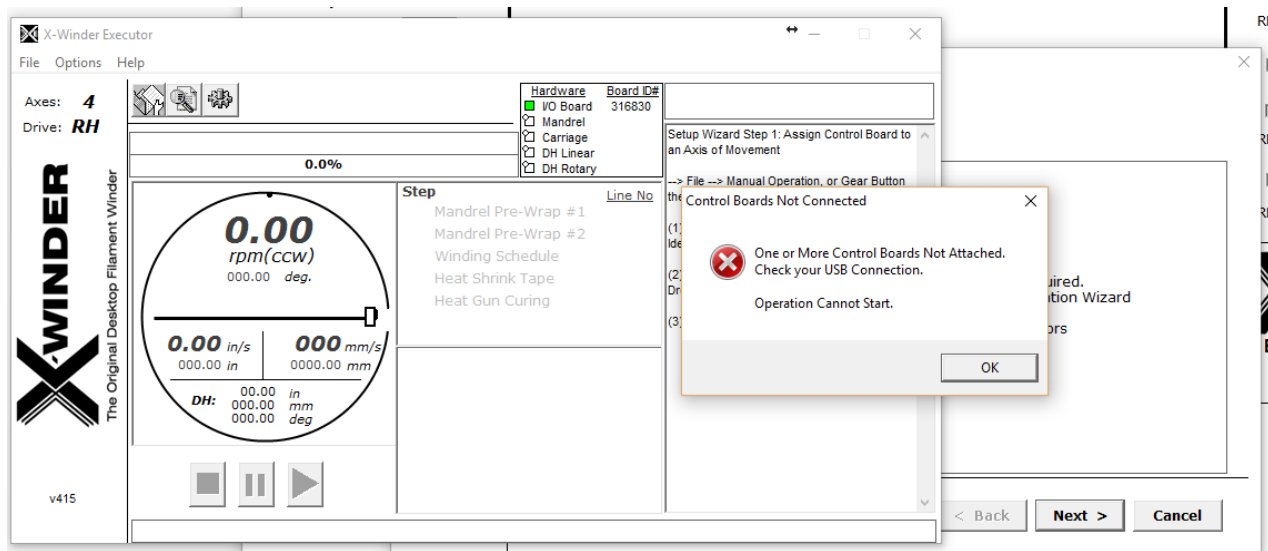 X-Winder Executor
File Options Help
Axes: 4
Drive: RH
X-WINDER
The Original Desktop Filament Winder
v415
Hardware Board ID#
I/O Board 316830
Mandrel
Carriage
DH Linear
DH Rotary
0.0%
0.00
rpm(ccw)
000.00 deg.
0.00 in/s 000 mm/s
000.00 in 0000.00 mm
DH: 00.00 in
000.00 mm
000.00 deg
Step Line No
Mandrel Pre-Wrap #1
Mandrel Pre-Wrap #2
Winding Schedule
Heat Shrink Tape
Heat Gun Curing
Setup Wizard Step 1: Assign Control Board to
an Axis of Movement
--> File --> Manual Operation, or Gear Button
(1)
(2)
(3)
Control Boards Not Connected
One or More Control Boards Not Attached.
Check your USB Connection.
Operation Cannot Start.
OK
Wizard
< Back Next > Cancel